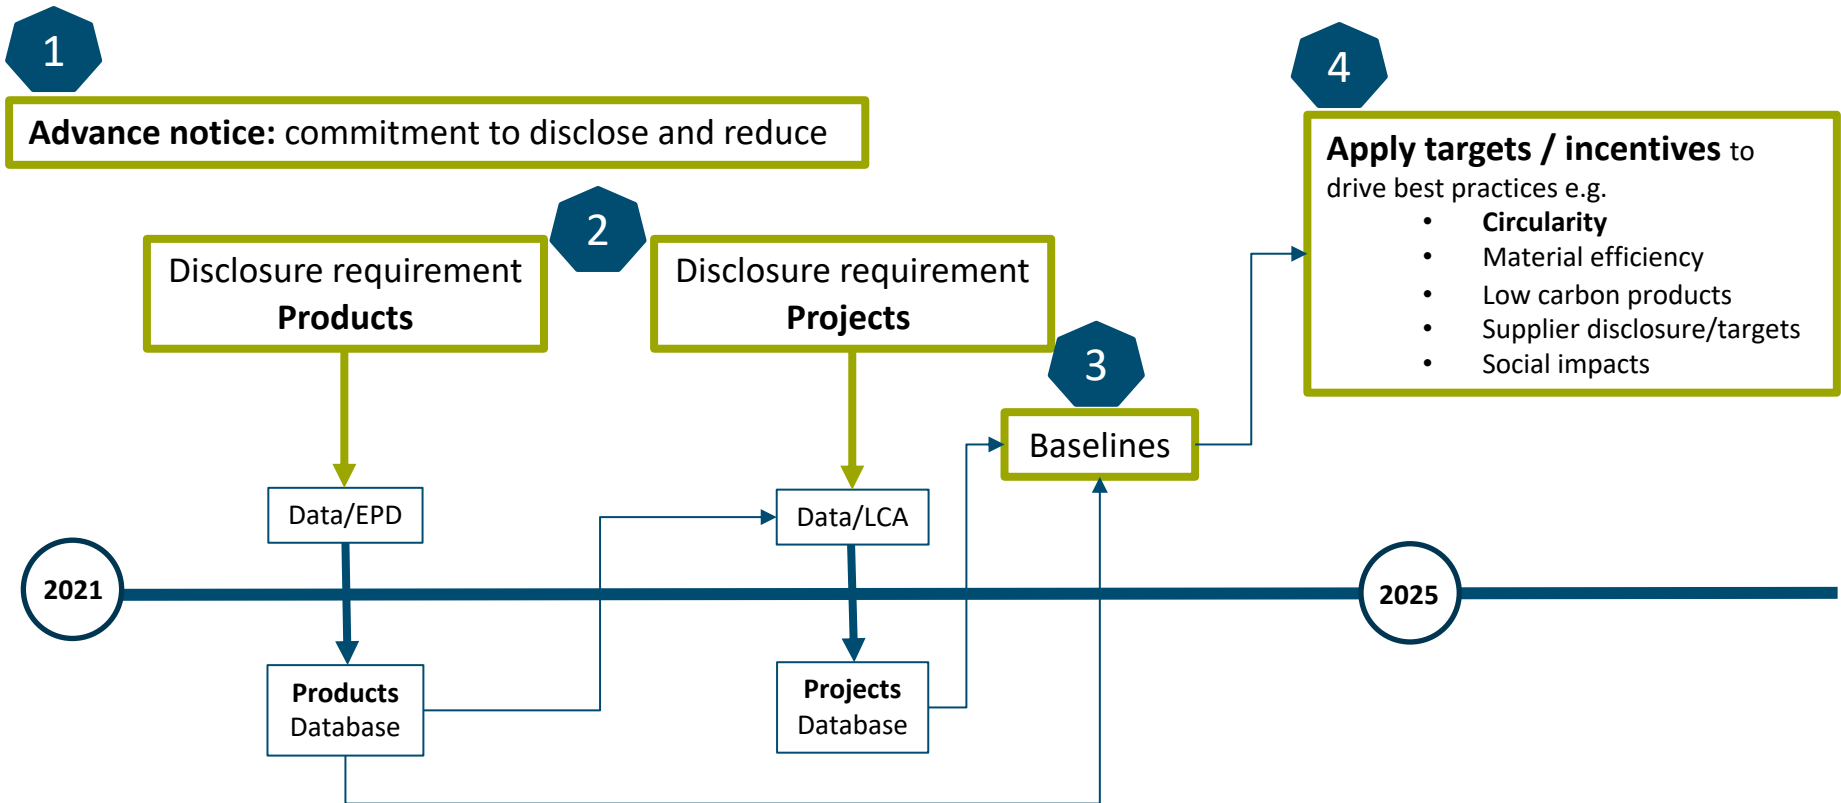 1
Advance notice: commitment to disclose and reduce
2
Disclosure requirement
Products
Disclosure requirement
Projects
3
Baselines
4
Apply targets / incentives to
drive best practices e.g.
• Circularity
• Material efficiency
• Low carbon products
• Supplier disclosure/targets
• Social impacts
Data/EPD
Data/LCA
2021
2025
Products
Database
Projects
Database